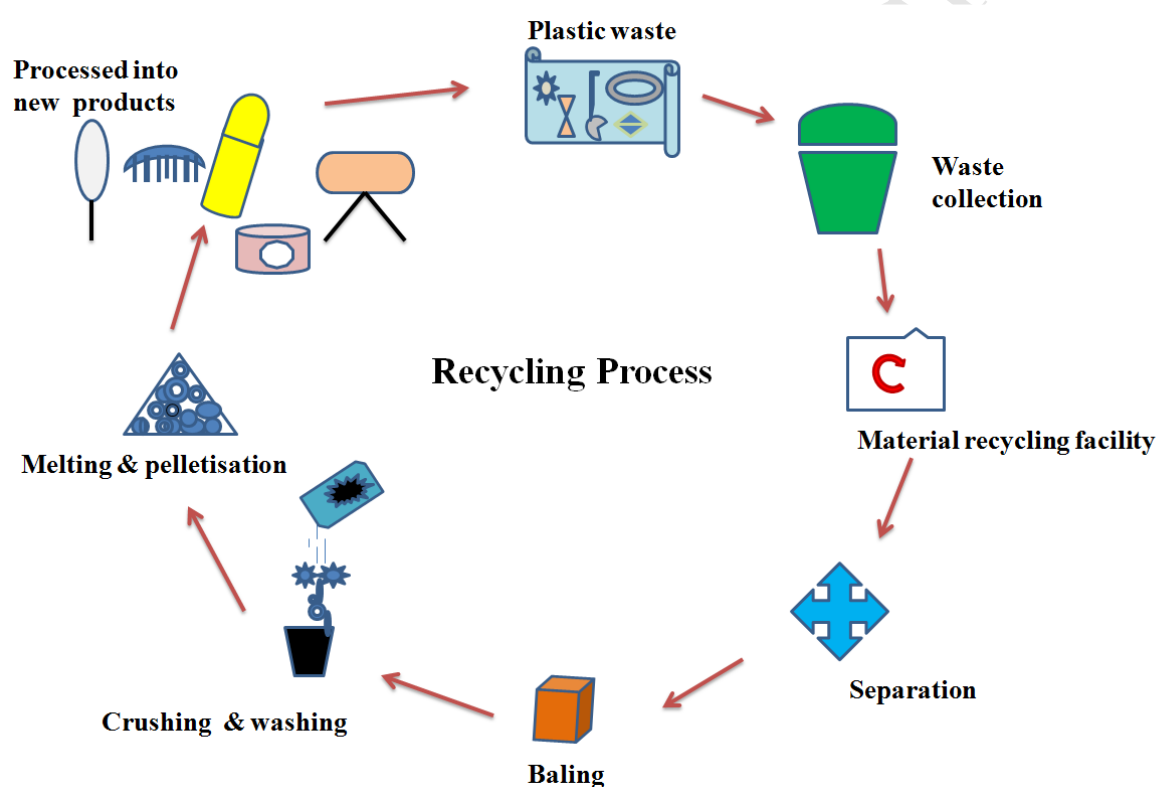 Plastic waste
Processed into
new products
Waste
collection
Recycling Process
Material recycling facility
Melting & pelletisation
Separation
Crushing & washing
Baling